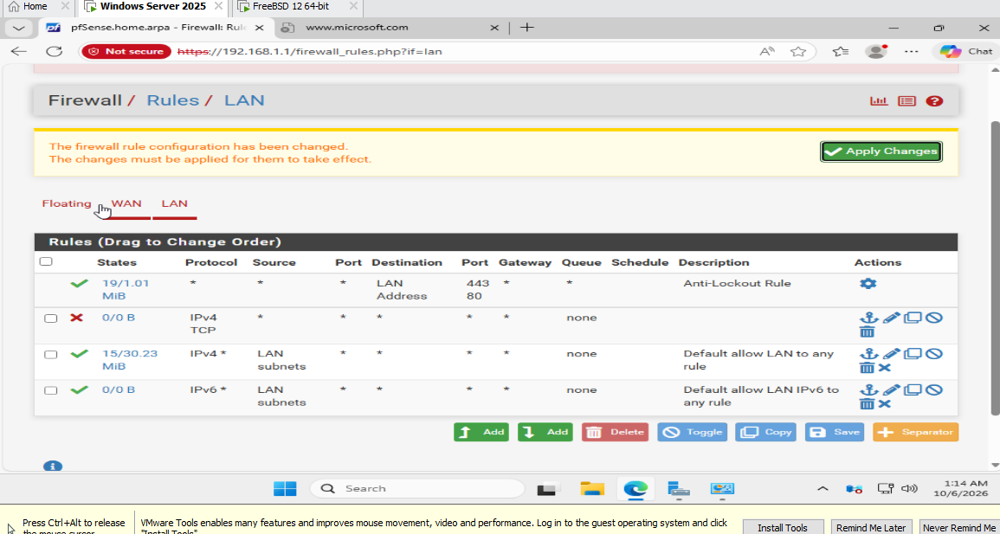 Home Windows Server 2025 FreeBSD 12 64-bit
pfSense.home.arpa - Firewall: Rul www.microsoft.com
Not secure https://192.168.1.1/firewall_rules.php?if=lan Chat
Firewall / Rules / LAN
The firewall rule configuration has been changed.
The changes must be applied for them to take effect.
Apply Changes
Floating WAN LAN
Rules (Drag to Change Order)
States Protocol Source Port Destination Port Gateway Queue Schedule Description Actions
19/1.01 * * * LAN 443 * * Anti-Lockout Rule
MiB Address 80
0/0 B IPv4 * * * * * none
TCP
15/30.23 IPv4 * LAN * * * * none Default allow LAN to any
MiB subnets rule
0/0 B IPv6 * LAN * * * * none Default allow LAN IPv6 to
subnets any rule
Add Add Delete Toggle Copy Save Separator
Search
1:14 AM
10/6/2026
Press Ctrl+Alt to release VMware Tools enables many features and improves mouse movement, video and performance. Log in to the guest operating system and click Install Tools Remind Me Later Never Remind Me
the mouse cursor "Install Tools"